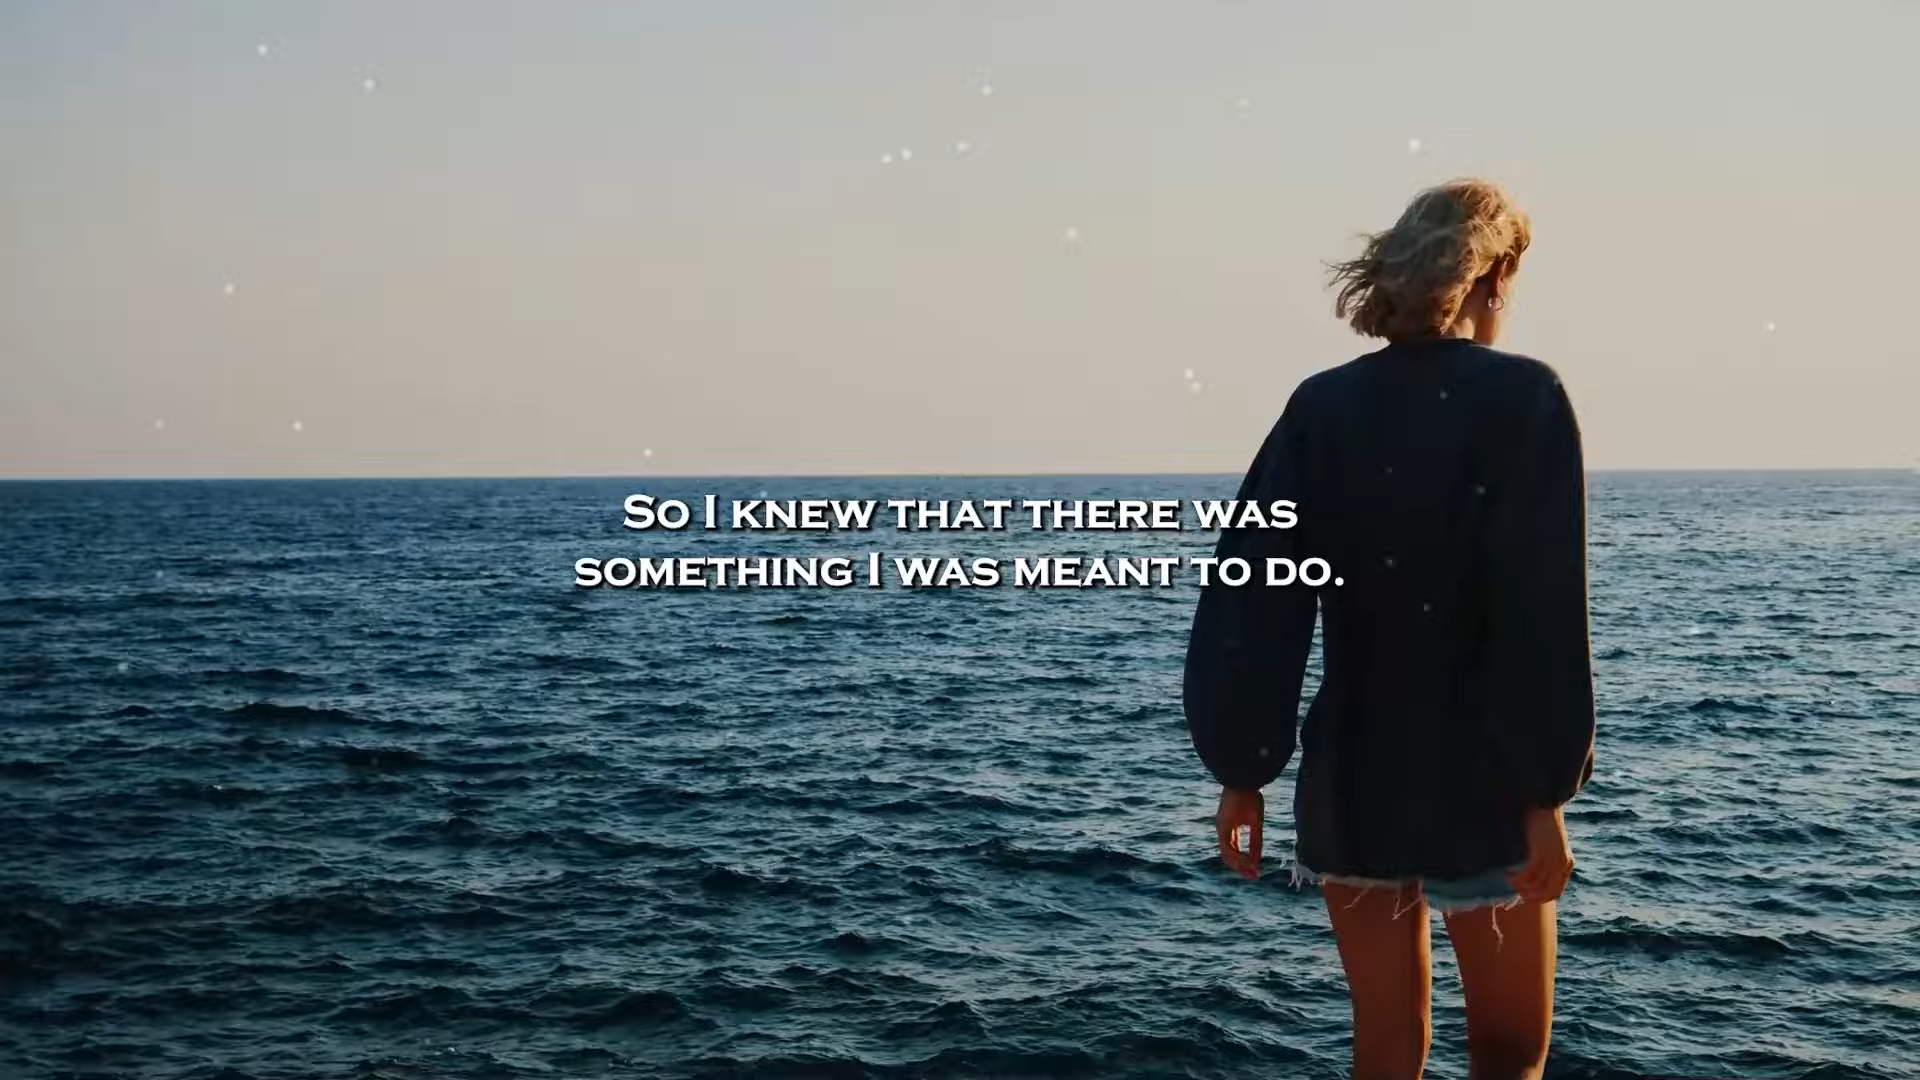 So I knew that there was
something I was meant to do.